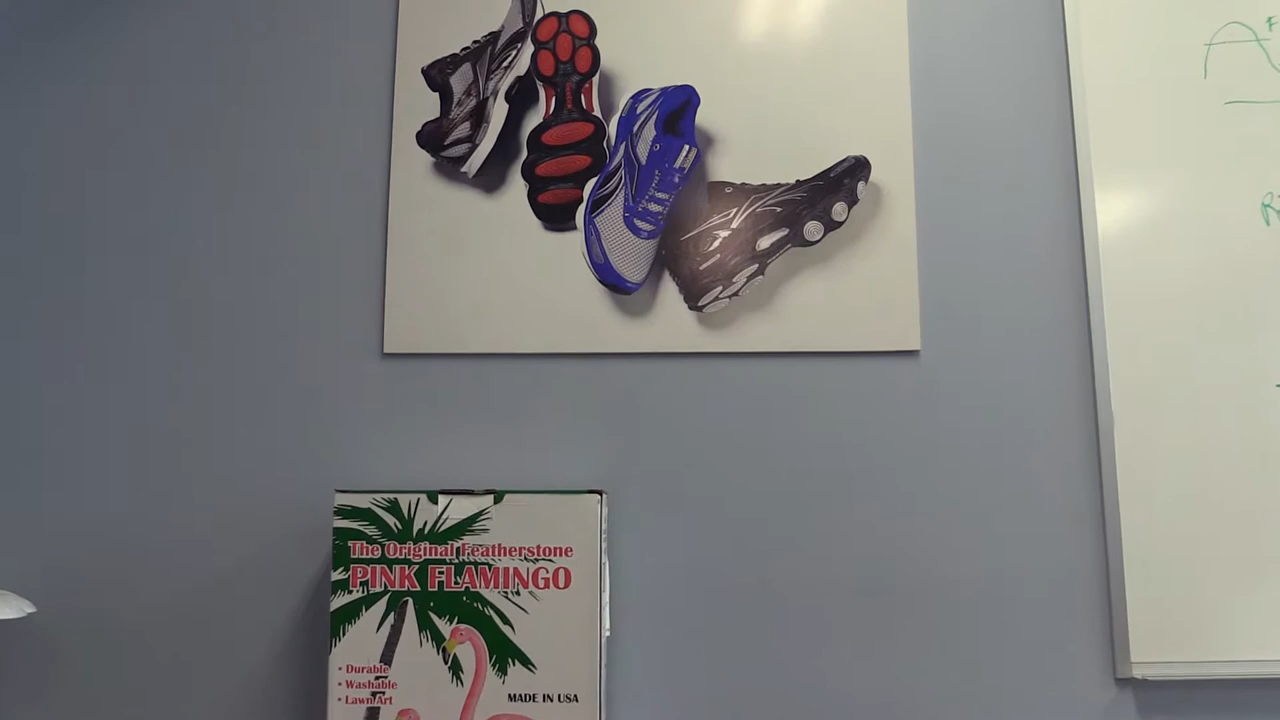 The Original Featherstone
PINK FLAMINGO
• Durable
• Washable
• Lawn Art
MADE IN USA